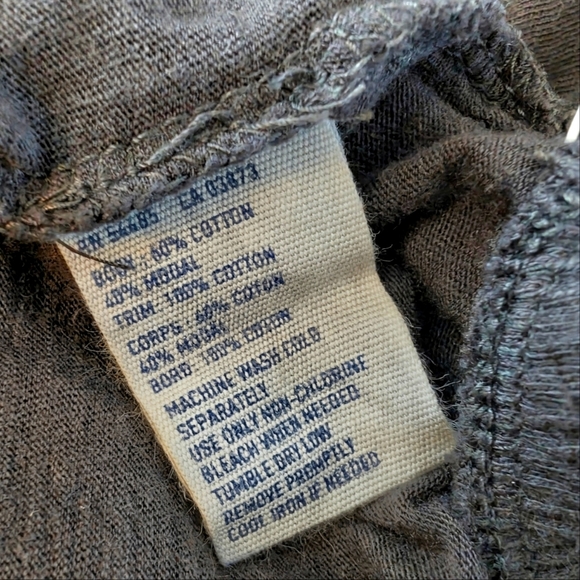 RN 54485 CA 03673
BODY - 60% COTTON
40% MODAL
TRIM 100% COTTON
CORPS 60% COTON
40% MODAL
BORD 100% COTON
MACHINE WASH COLD
SEPARATELY
USE ONLY NON-CHLORINE
BLEACH WHEN NEEDED
TUMBLE DRY LOW
REMOVE PROMPTLY
COOL IRON IF NEEDED